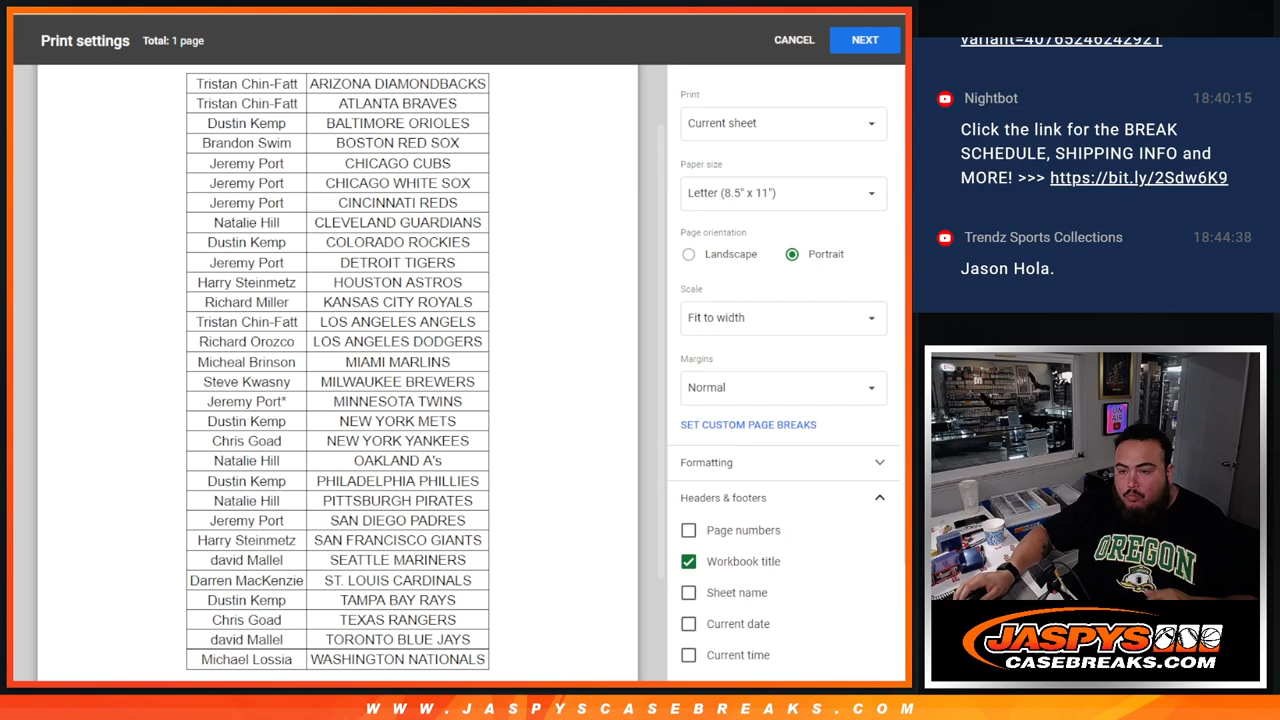 Print settings Total: 1 page CANCEL NEXT
Tristan Chin-Fatt ARIZONA DIAMONDBACKS
Tristan Chin-Fatt ATLANTA BRAVES
Dustin Kemp BALTIMORE ORIOLES
Brandon Swim BOSTON RED SOX
Jeremy Port CHICAGO CUBS
Jeremy Port CHICAGO WHITE SOX
Jeremy Port CINCINNATI REDS
Natalie Hill CLEVELAND GUARDIANS
Dustin Kemp COLORADO ROCKIES
Jeremy Port DETROIT TIGERS
Harry Steinmetz HOUSTON ASTROS
Richard Miller KANSAS CITY ROYALS
Tristan Chin-Fatt LOS ANGELES ANGELS
Richard Orozco LOS ANGELES DODGERS
Micheal Brinson MIAMI MARLINS
Steve Kwasny MILWAUKEE BREWERS
Jeremy Port* MINNESOTA TWINS
Dustin Kemp NEW YORK METS
Chris Goad NEW YORK YANKEES
Natalie Hill OAKLAND A's
Dustin Kemp PHILADELPHIA PHILLIES
Natalie Hill PITTSBURGH PIRATES
Jeremy Port SAN DIEGO PADRES
Harry Steinmetz SAN FRANCISCO GIANTS
david Mallel SEATTLE MARINERS
Darren MacKenzie ST. LOUIS CARDINALS
Dustin Kemp TAMPA BAY RAYS
Chris Goad TEXAS RANGERS
david Mallel TORONTO BLUE JAYS
Michael Lossia WASHINGTON NATIONALS
Print
Current sheet
Paper size
Letter (8.5" x 11")
Page orientation
Landscape Portrait
Scale
Fit to width
Margins
Normal
SET CUSTOM PAGE BREAKS
Formatting
Headers & footers
Page numbers
Workbook title
Sheet name
Current date
Current time
variant=40765246242921
Nightbot 18:40:15
Click the link for the BREAK
SCHEDULE, SHIPPING INFO and
MORE! >>> https://bit.ly/2Sdw6K9
Trendz Sports Collections 18:44:38
Jason Hola.
ON
AIR
OREGON
JASPYS
CASEBREAKS.COM
WWW.JASPYSCASEBREAKS.COM